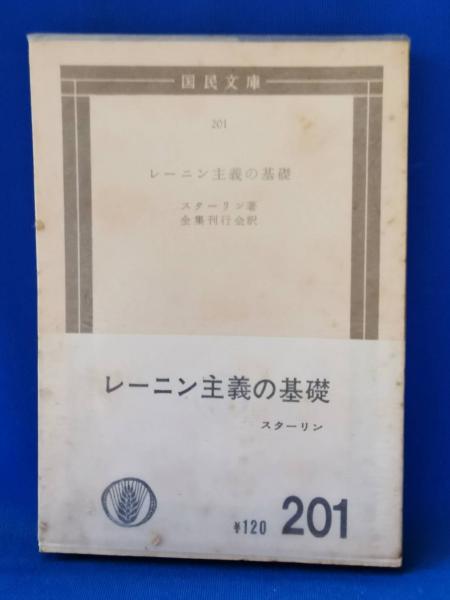 国民文庫
201
レーニン主義の基礎
スターリン著
全集刊行会訳
レーニン主義の基礎
スターリン
¥120 201